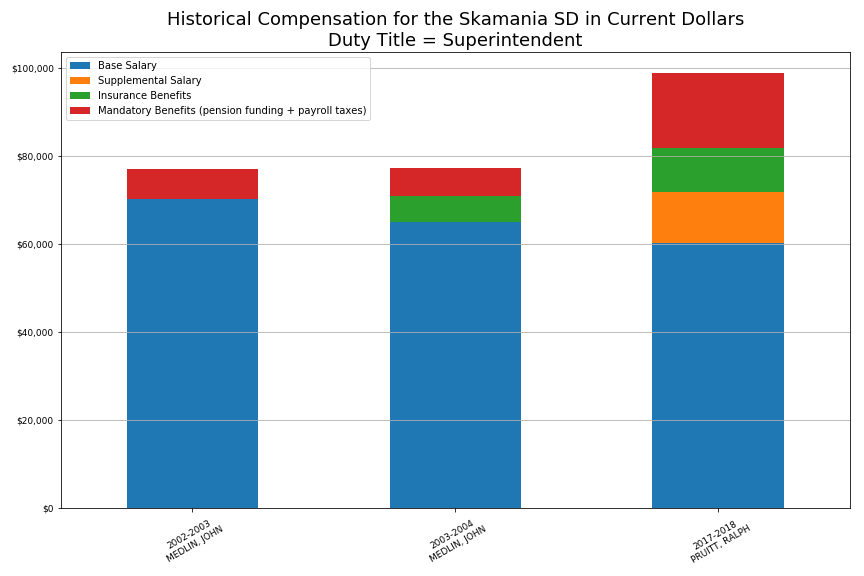 Historical Compensation for the Skamania SD in Current Dollars
Duty Title = Superintendent
Base Salary
Supplemental Salary
Insurance Benefits
Mandatory Benefits (pension funding + payroll taxes)
$100,000
$80,000
$60,000
$40,000
$20,000
$0
2002-2003
MEDLIN, JOHN
2003-2004
MEDLIN, JOHN
2017-2018
PRUITT, RALPH